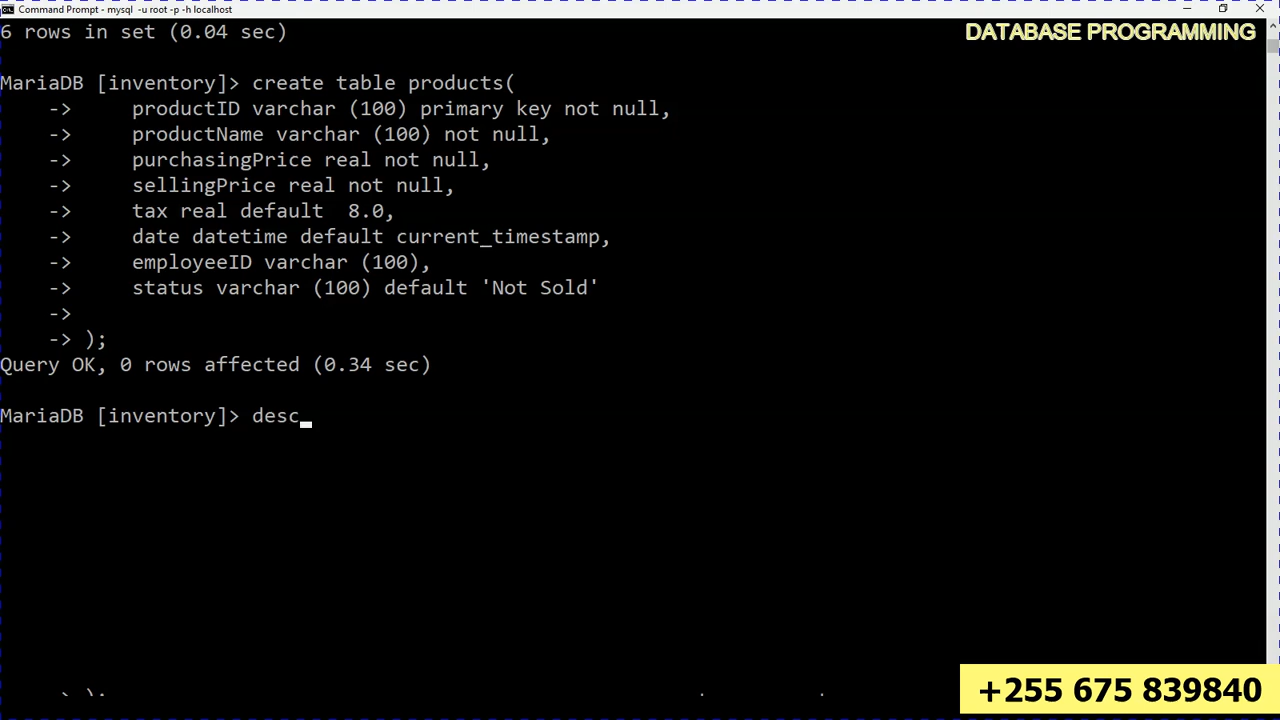 Command Prompt - mysql -u root -p -h localhost
6 rows in set (0.04 sec)
DATABASE PROGRAMMING
MariaDB [inventory]> create table products(
-> productID varchar (100) primary key not null,
-> productName varchar (100) not null,
-> purchasingPrice real not null,
-> sellingPrice real not null,
-> tax real default  8.0,
-> date datetime default current_timestamp,
-> employeeID varchar (100),
-> status varchar (100) default 'Not Sold'
->
-> );
Query OK, 0 rows affected (0.34 sec)
MariaDB [inventory]> desc
+255 675 839840